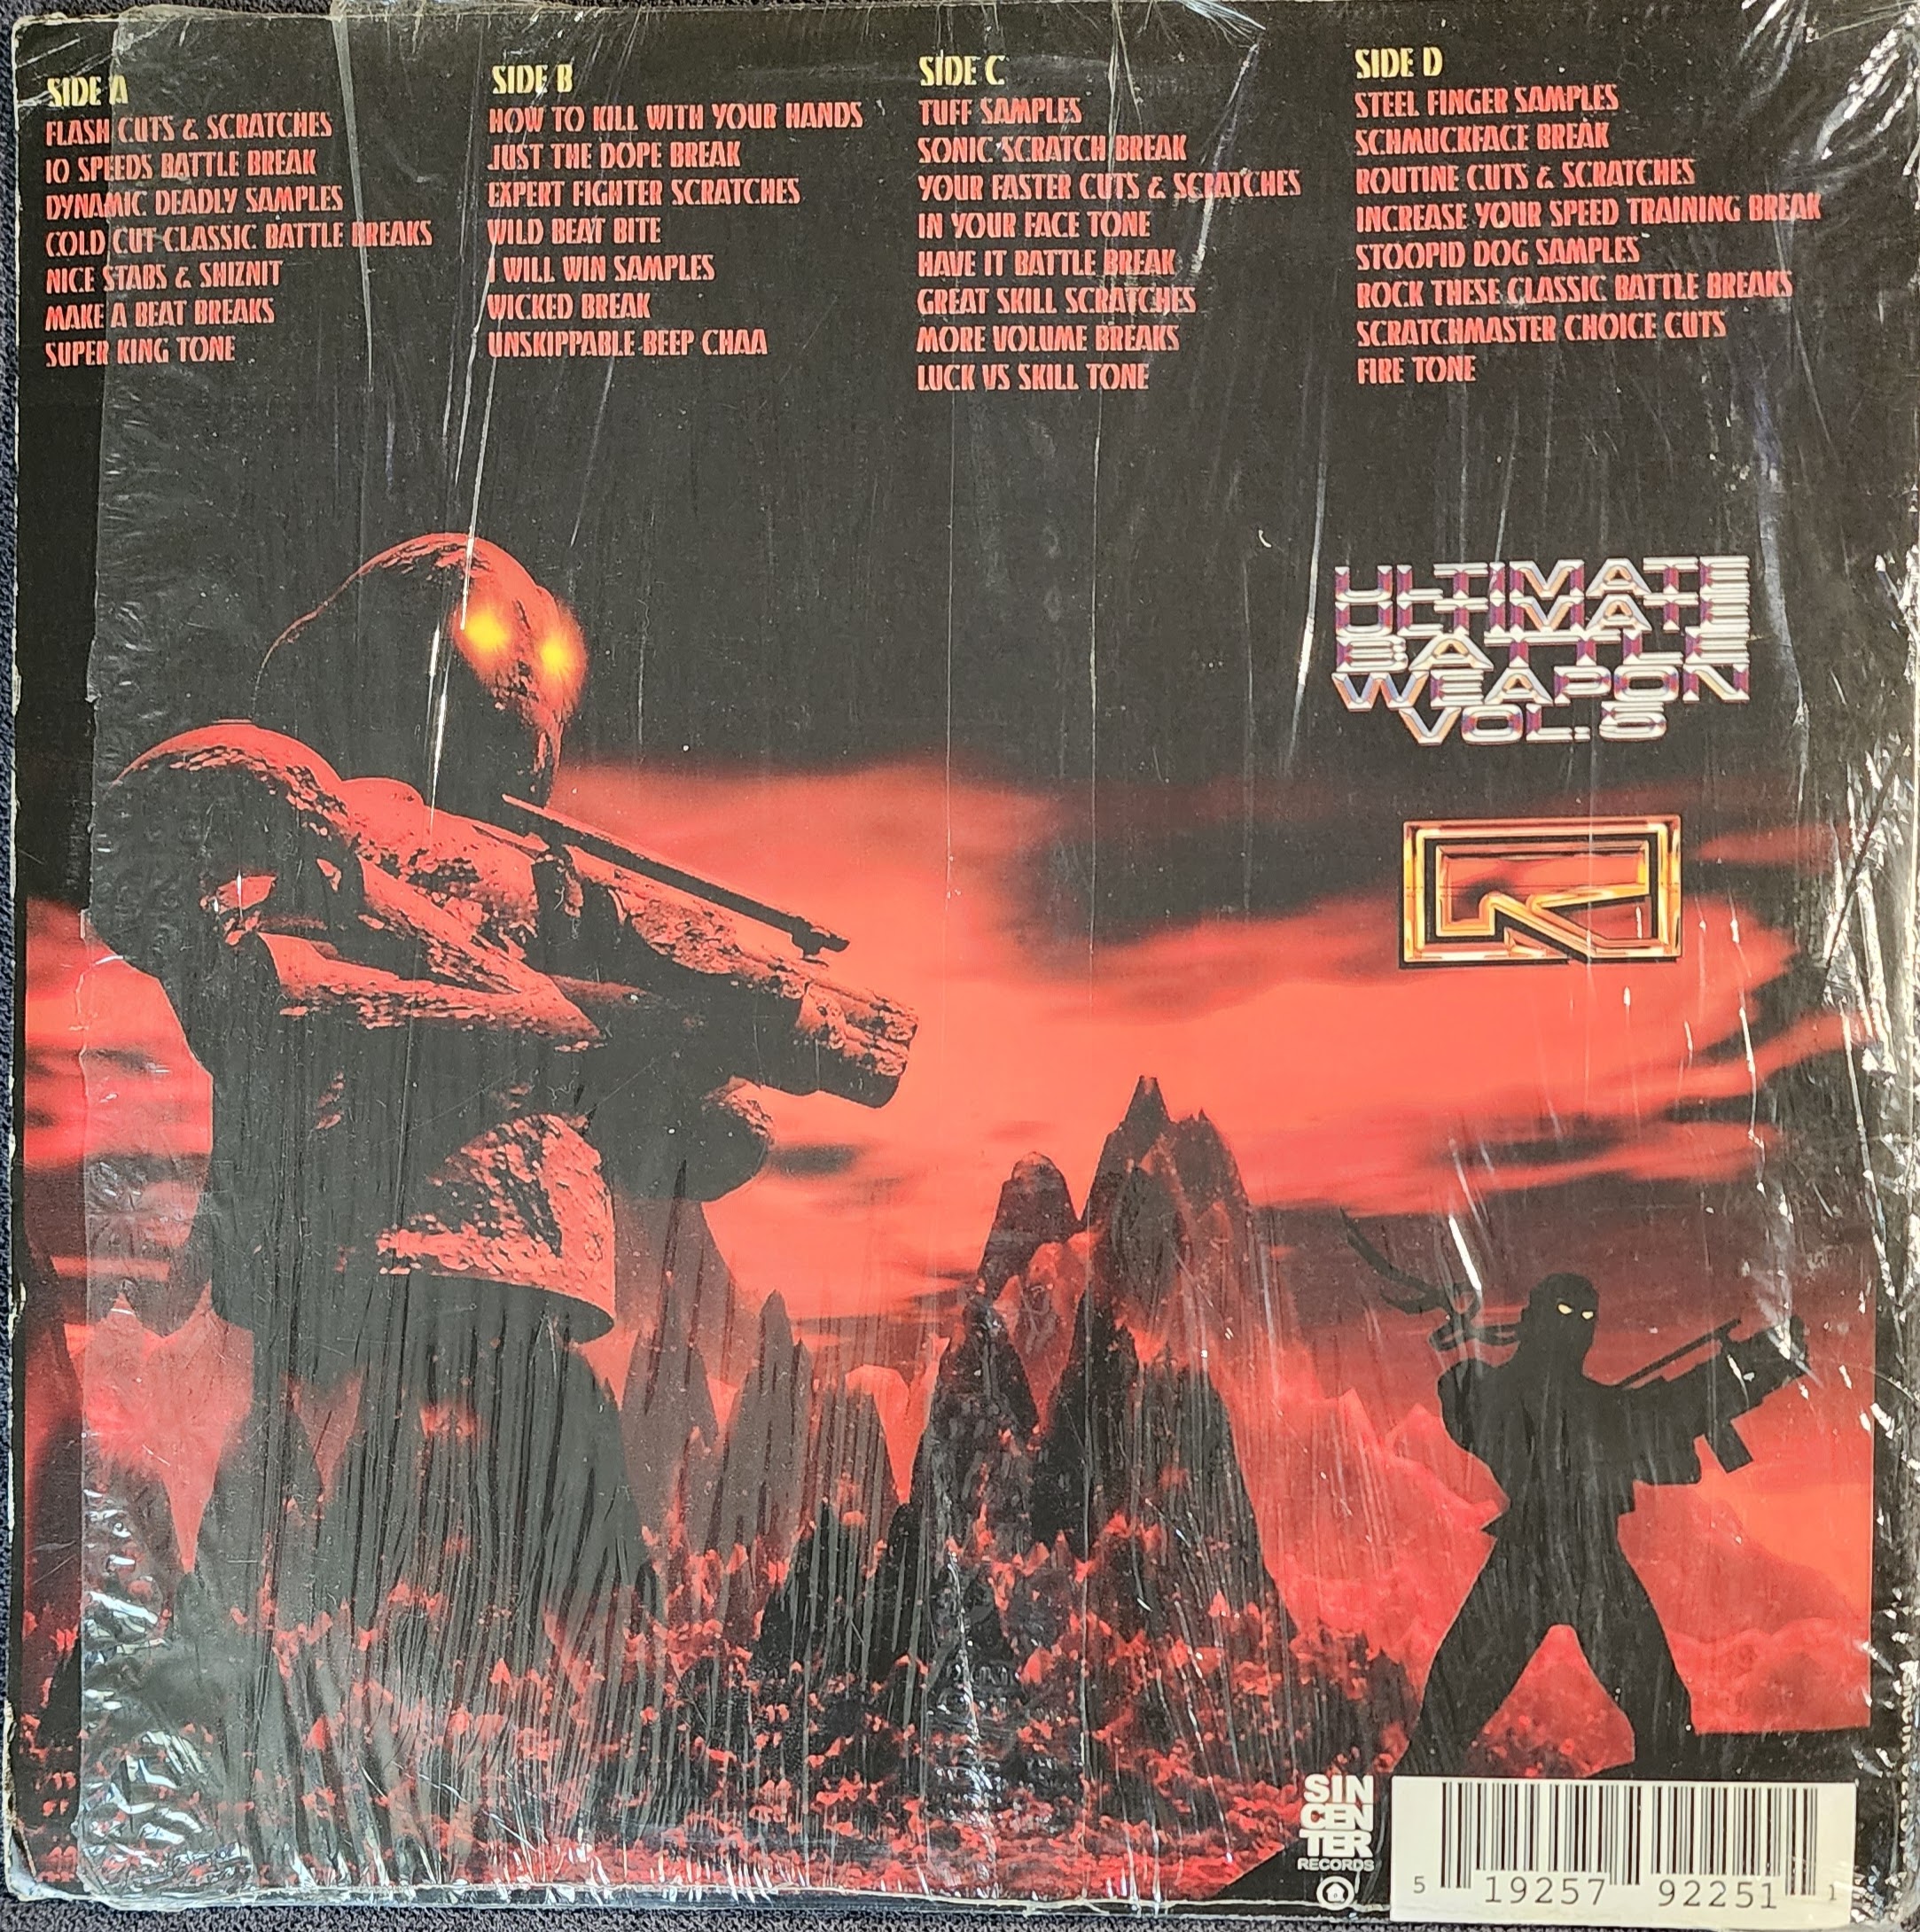 SIDE A
FLASH CUTS & SCRATCHES
10 SPEEDS BATTLE BREAK
DYNAMIC DEADLY SAMPLES
COLD CUT CLASSIC BATTLE BREAKS
NICE STABS & SHIZNIT
MAKE A BEAT BREAKS
SUPER KING TONE
SIDE B
HOW TO KILL WITH YOUR HANDS
JUST THE DOPE BREAK
EXPERT FIGHTER SCRATCHES
WILD BEAT BITE
I WILL WIN SAMPLES
WICKED BREAK
UNSKIPPABLE BEEP CHAA
SIDE C
TUFF SAMPLES
SONIC SCRATCH BREAK
YOUR FASTER CUTS & SCRATCHES
IN YOUR FACE TONE
HAVE IT BATTLE BREAK
GREAT SKILL SCRATCHES
MORE VOLUME BREAKS
LUCK VS SKILL TONE
SIDE D
STEEL FINGER SAMPLES
SCHMUCKFACE BREAK
ROUTINE CUTS & SCRATCHES
INCREASE YOUR SPEED TRAINING BREAK
STOOPID DOG SAMPLES
ROCK THESE CLASSIC BATTLE BREAKS
SCRATCHMASTER CHOICE CUTS
FIRE TONE
ULTIMATE
ULTIMATE
BATTLE
WEAPON
VOL. 5
SIN
CEN
TER
RECORDS
5 19257 92251 1